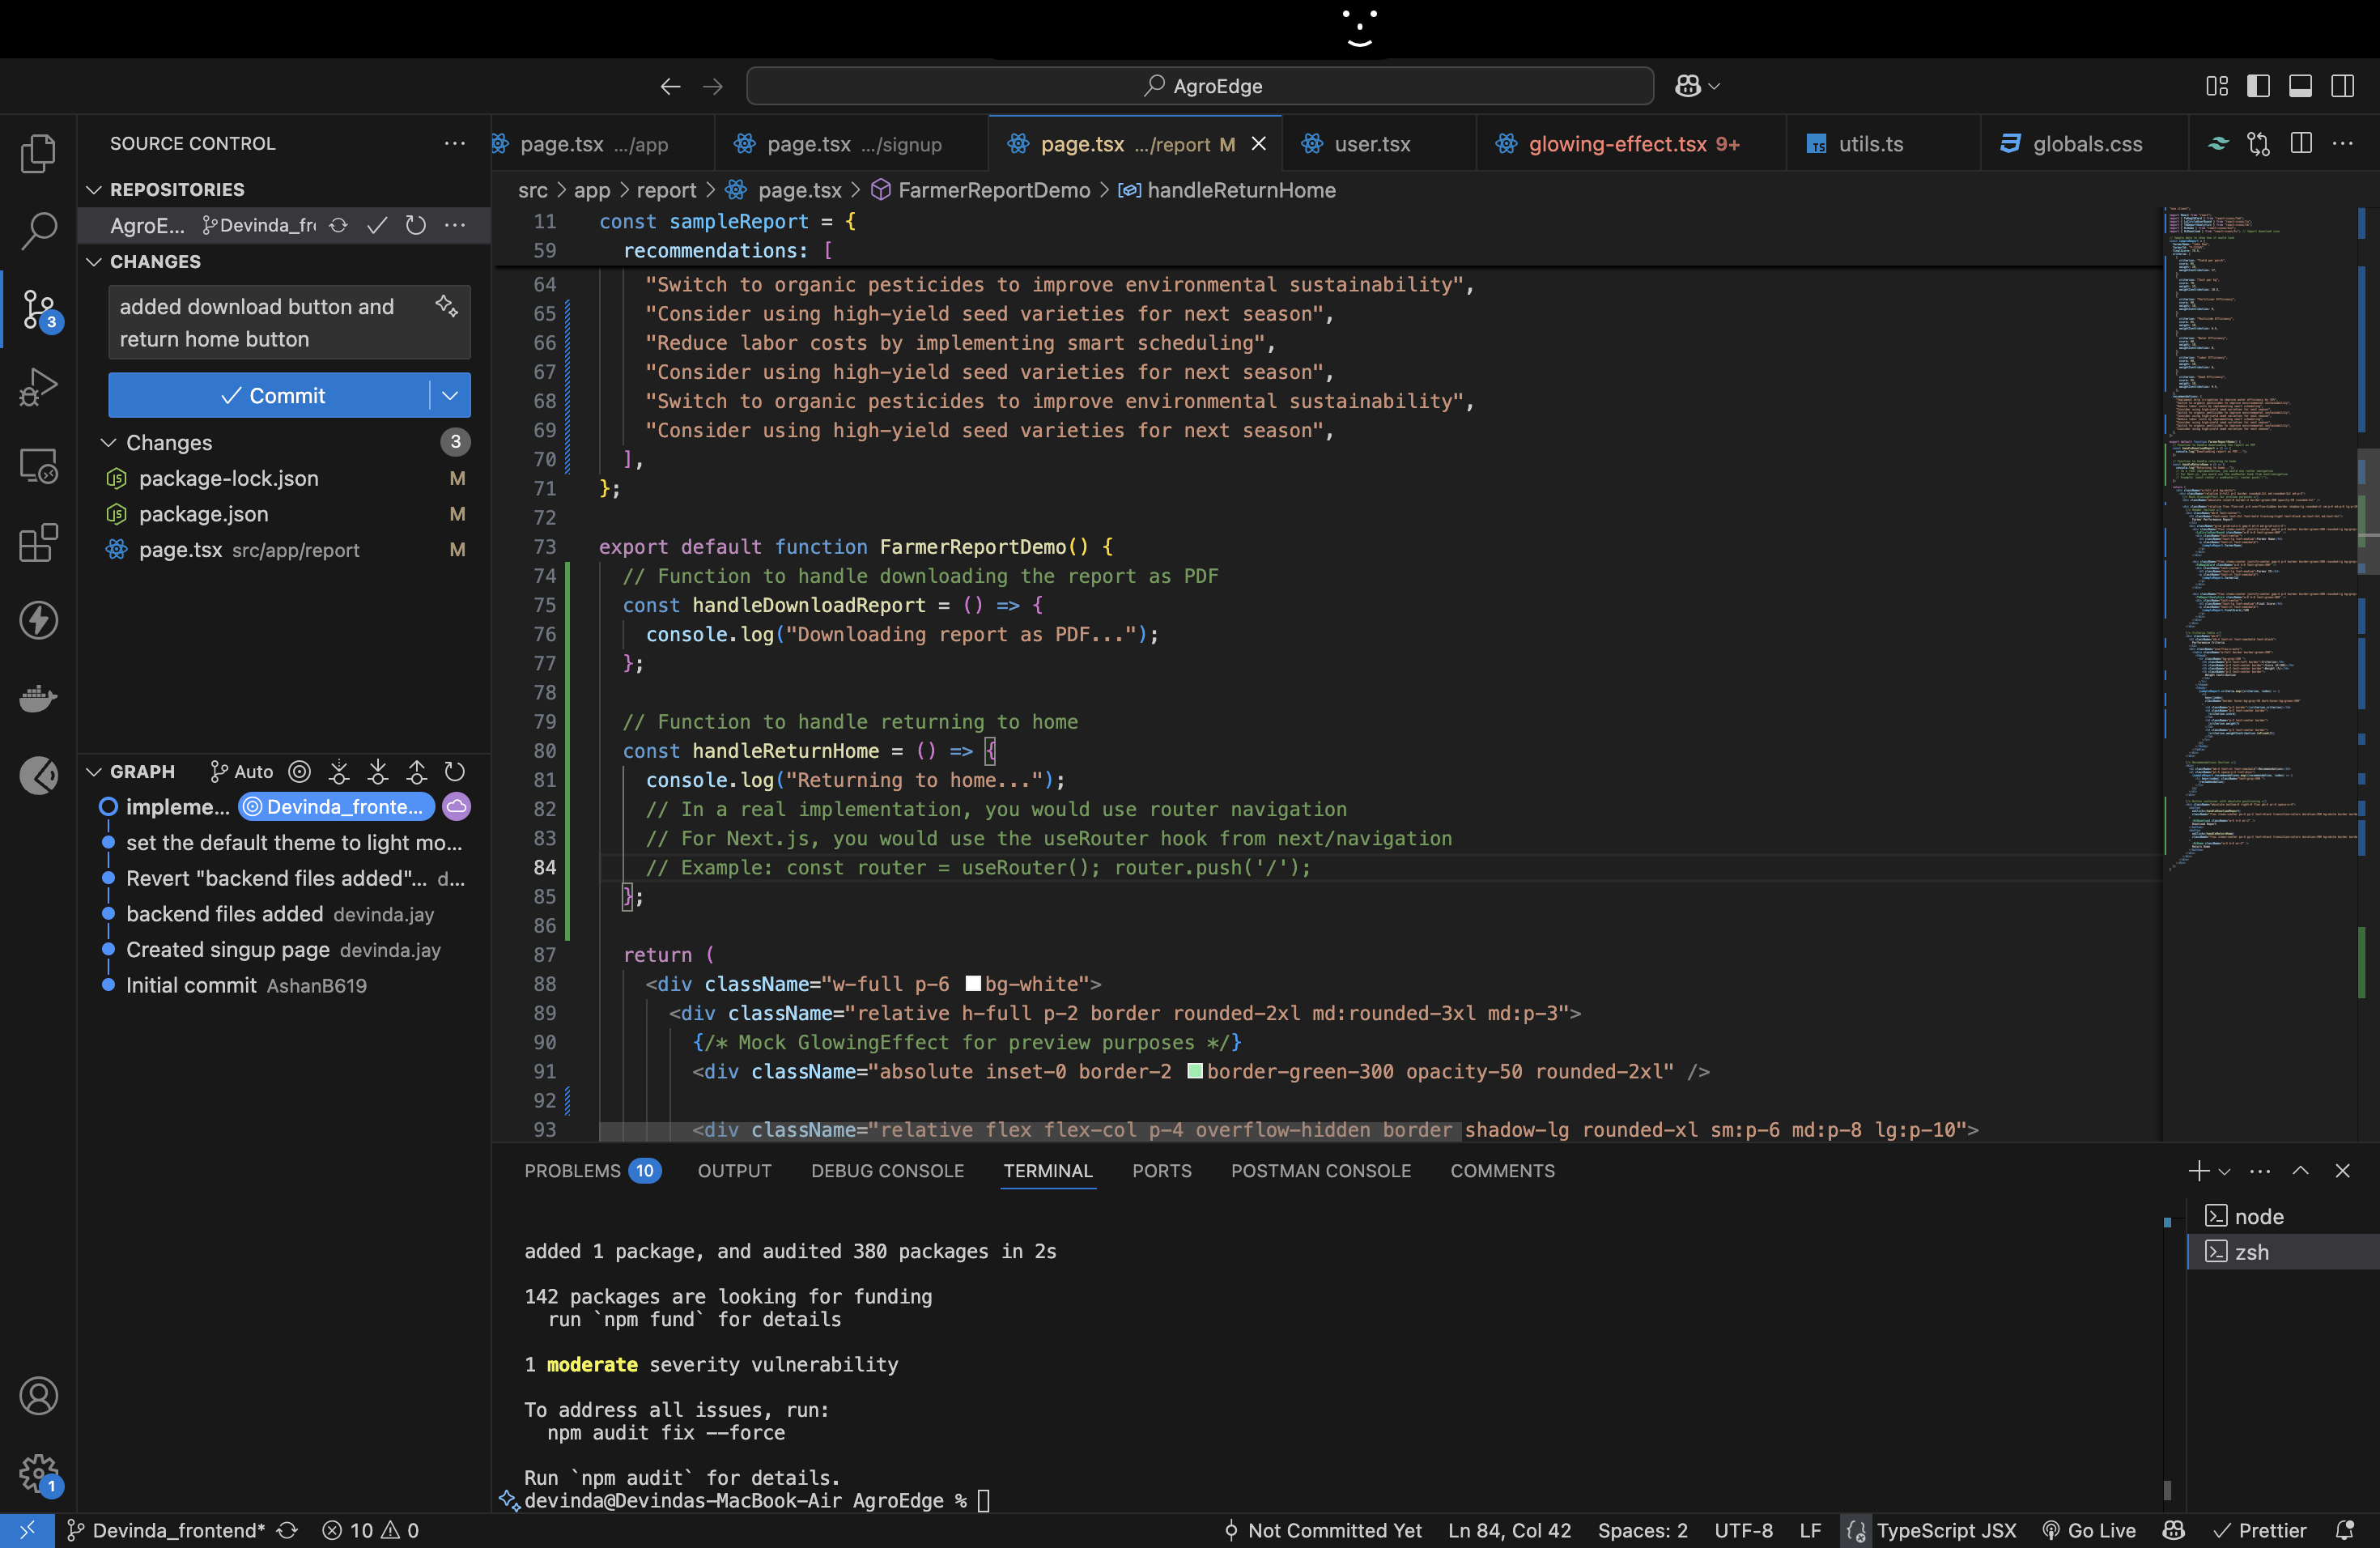 AgroEdge
SOURCE CONTROL
REPOSITORIES
AgroE... Devinda_fr
CHANGES
added download button and
return home button
Commit
Changes 3
package-lock.json M
package.json M
page.tsx src/app/report M
GRAPH Auto
impleme... Devinda_fronte...
set the default theme to light mo...
Revert "backend files added"... d...
backend files added devinda.jay
Created singup page devinda.jay
Initial commit AshanB619
3
1
page.tsx .../app page.tsx .../signup page.tsx .../report M user.tsx glowing-effect.tsx 9+ utils.ts globals.css
src > app > report > page.tsx > FarmerReportDemo > handleReturnHome
11 const sampleReport = {
59 recommendations: [
64 "Switch to organic pesticides to improve environmental sustainability",
65 "Consider using high-yield seed varieties for next season",
66 "Reduce labor costs by implementing smart scheduling",
67 "Consider using high-yield seed varieties for next season",
68 "Switch to organic pesticides to improve environmental sustainability",
69 "Consider using high-yield seed varieties for next season",
70 ],
71 };
72
73 export default function FarmerReportDemo() {
74 // Function to handle downloading the report as PDF
75 const handleDownloadReport = () => {
76 console.log("Downloading report as PDF...");
77 };
78
79 // Function to handle returning to home
80 const handleReturnHome = () => {
81 console.log("Returning to home...");
82 // In a real implementation, you would use router navigation
83 // For Next.js, you would use the useRouter hook from next/navigation
84 // Example: const router = useRouter(); router.push('/');
85 };
86
87 return (
88 <div className="w-full p-6 bg-white">
89 <div className="relative h-full p-2 border rounded-2xl md:rounded-3xl md:p-3">
90 {/* Mock GlowingEffect for preview purposes */}
91 <div className="absolute inset-0 border-2 border-green-300 opacity-50 rounded-2xl" />
92
93 <div className="relative flex flex-col p-4 overflow-hidden border shadow-lg rounded-xl sm:p-6 md:p-8 lg:p-10">
PROBLEMS 10 OUTPUT DEBUG CONSOLE TERMINAL PORTS POSTMAN CONSOLE COMMENTS
added 1 package, and audited 380 packages in 2s
142 packages are looking for funding
run `npm fund` for details
1 moderate severity vulnerability
To address all issues, run:
npm audit fix --force
Run `npm audit` for details.
devinda@Devindas-MacBook-Air AgroEdge %
node
zsh
Devinda_frontend* 10 0 Not Committed Yet Ln 84, Col 42 Spaces: 2 UTF-8 LF TypeScript JSX Go Live Prettier